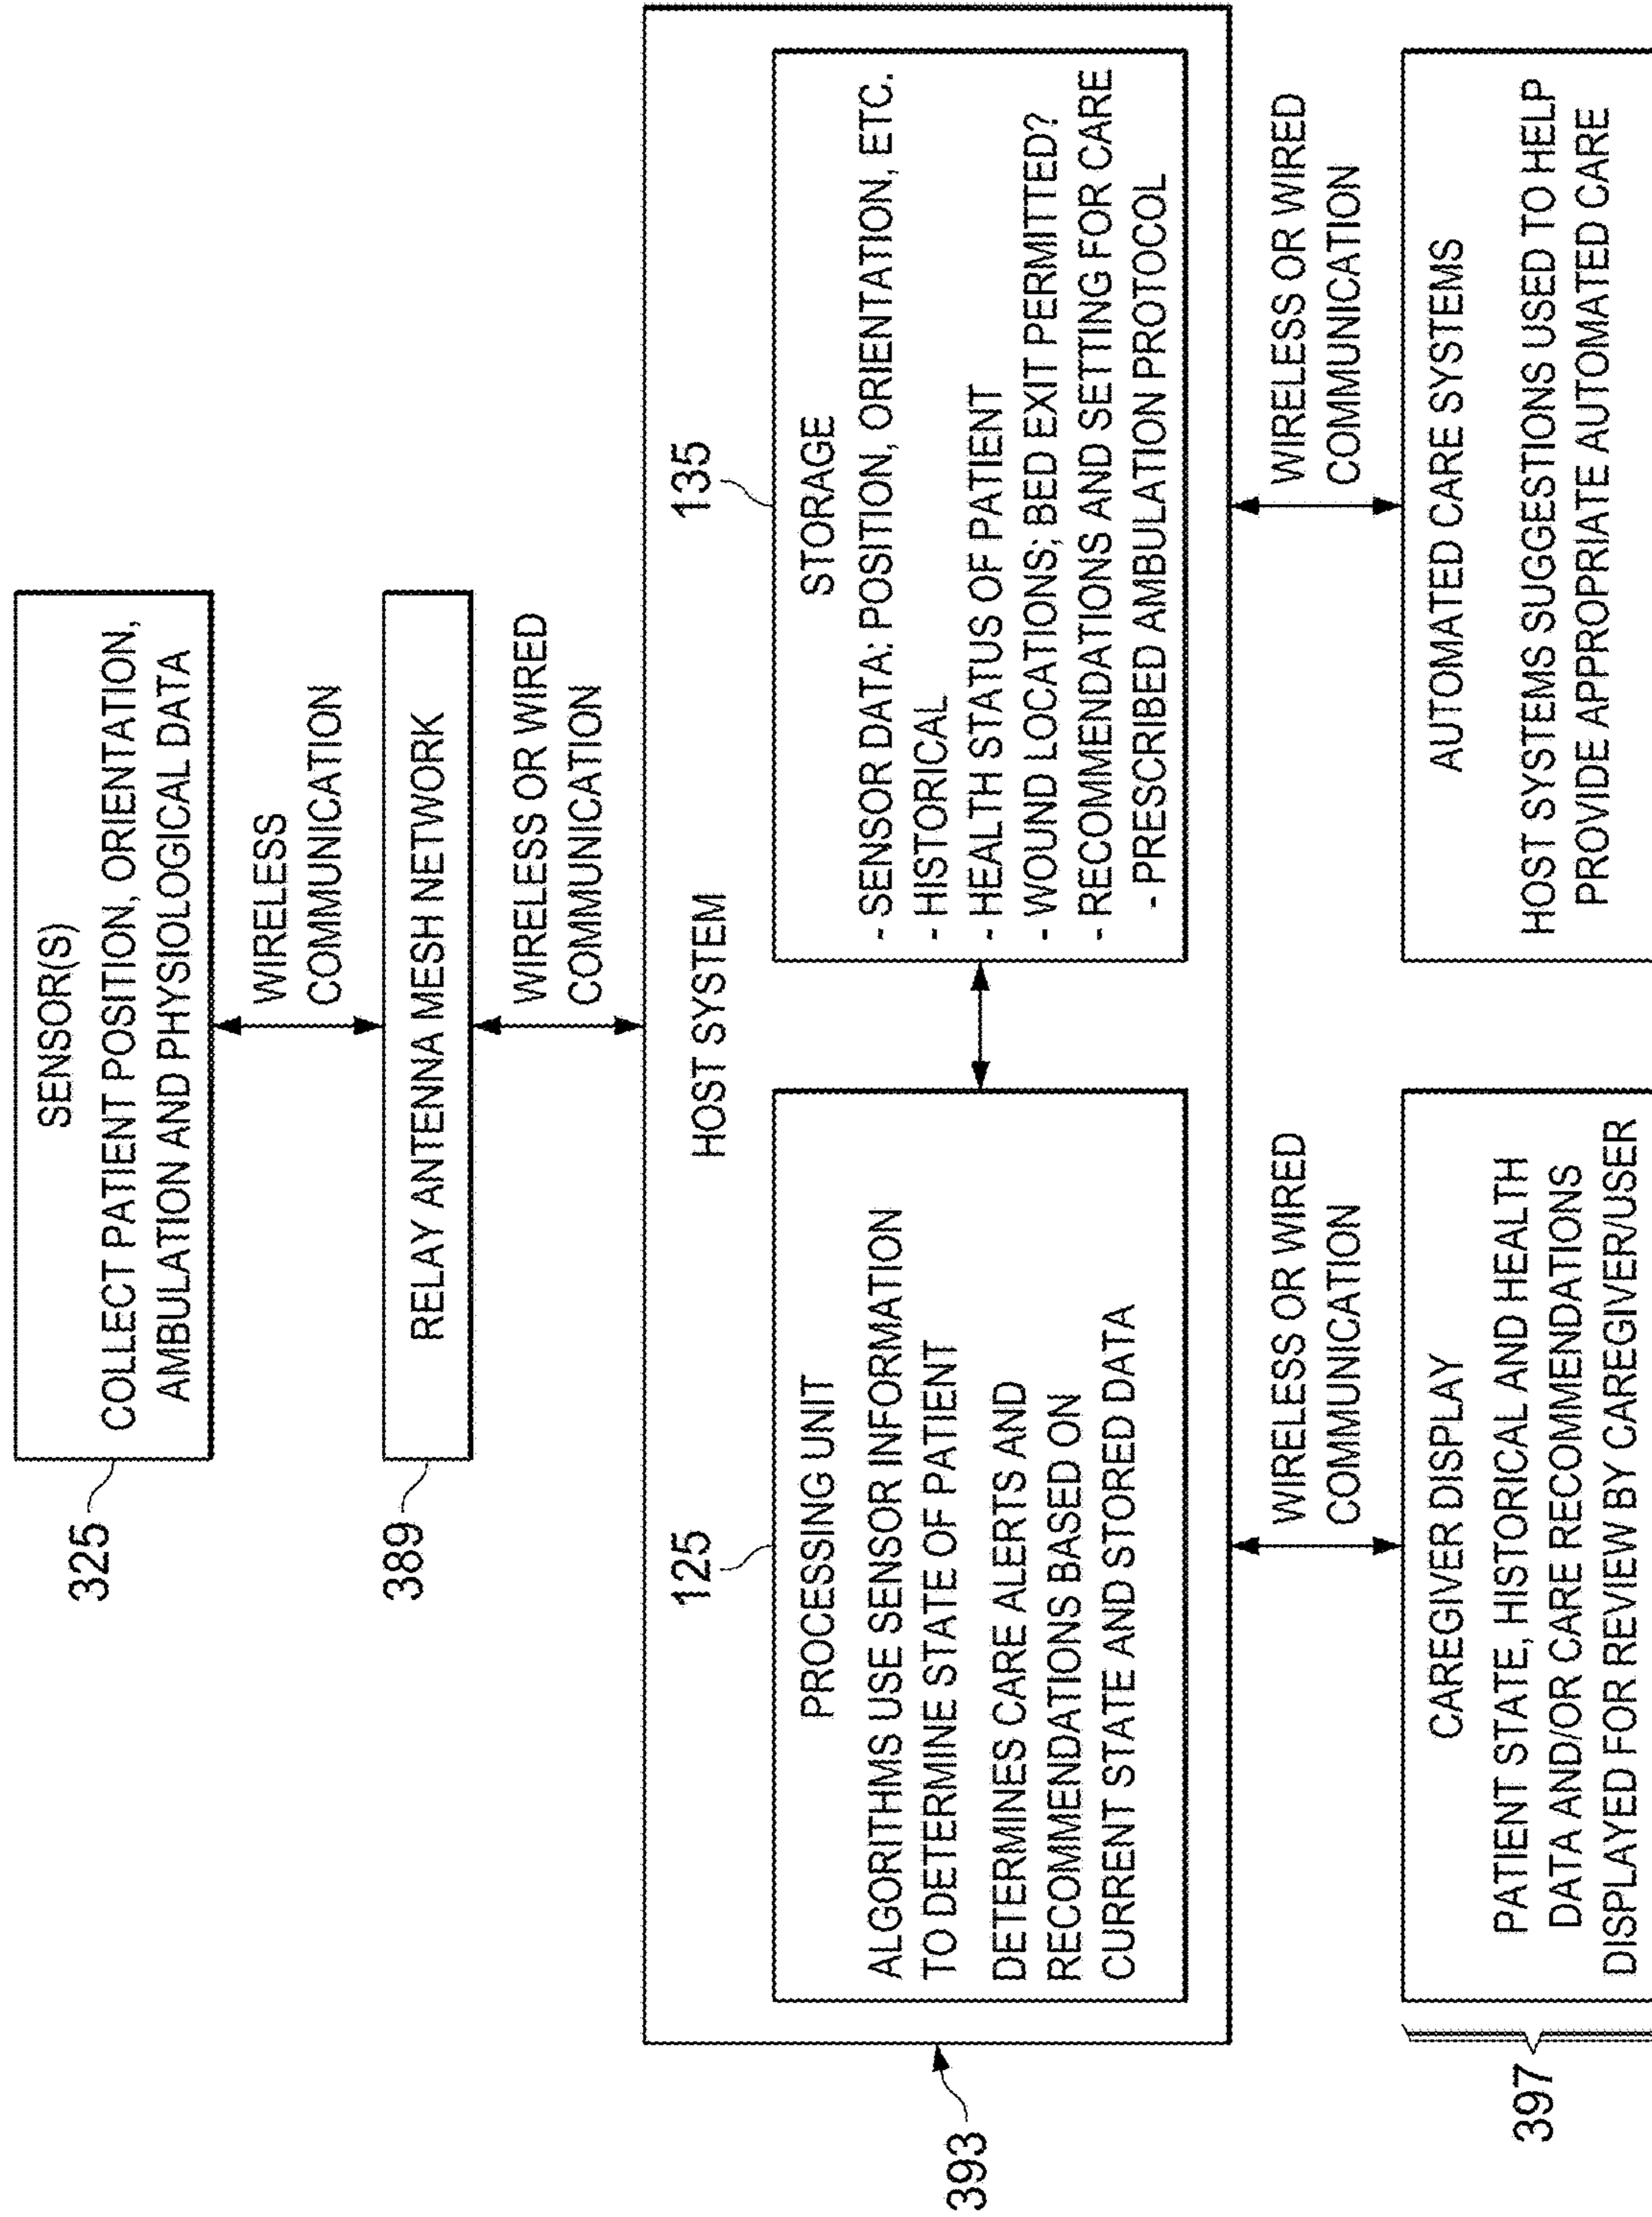 SENSOR(S)
COLLECT PATIENT POSITION, ORIENTATION,
AMBULATION AND PHYSIOLOGICAL DATA
325
WIRELESS
COMMUNICATION
RELAY ANTENNA MESH NETWORK
389
WIRELESS OR WIRED
COMMUNICATION
HOST SYSTEM
393
125
PROCESSING UNIT
ALGORITHMS USE SENSOR INFORMATION
TO DETERMINE STATE OF PATIENT
DETERMINES CARE ALERTS AND
RECOMMENDATIONS BASED ON
CURRENT STATE AND STORED DATA
135
STORAGE
- SENSOR DATA: POSITION, ORIENTATION, ETC.
- HISTORICAL
- HEALTH STATUS OF PATIENT
- WOUND LOCATIONS; BED EXIT PERMITTED?
- RECOMMENDATIONS AND SETTING FOR CARE
- PRESCRIBED AMBULATION PROTOCOL
WIRELESS OR WIRED
COMMUNICATION
WIRELESS OR WIRED
COMMUNICATION
397
CAREGIVER DISPLAY
PATIENT STATE, HISTORICAL AND HEALTH
DATA AND/OR CARE RECOMMENDATIONS
DISPLAYED FOR REVIEW BY CAREGIVER/USER
AUTOMATED CARE SYSTEMS
HOST SYSTEMS SUGGESTIONS USED TO HELP
PROVIDE APPROPRIATE AUTOMATED CARE